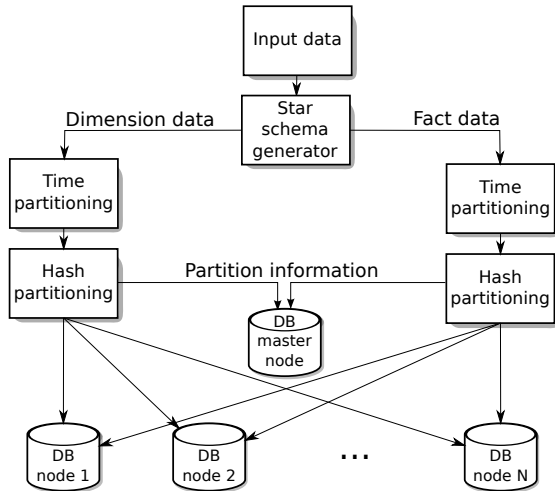 Input data
Star
schema
generator
Dimension data
Fact data
Time
partitioning
Time
partitioning
Hash
partitioning
Partition information
Hash
partitioning
DB
master
node
DB
node 1
DB
node 2
...
DB
node N